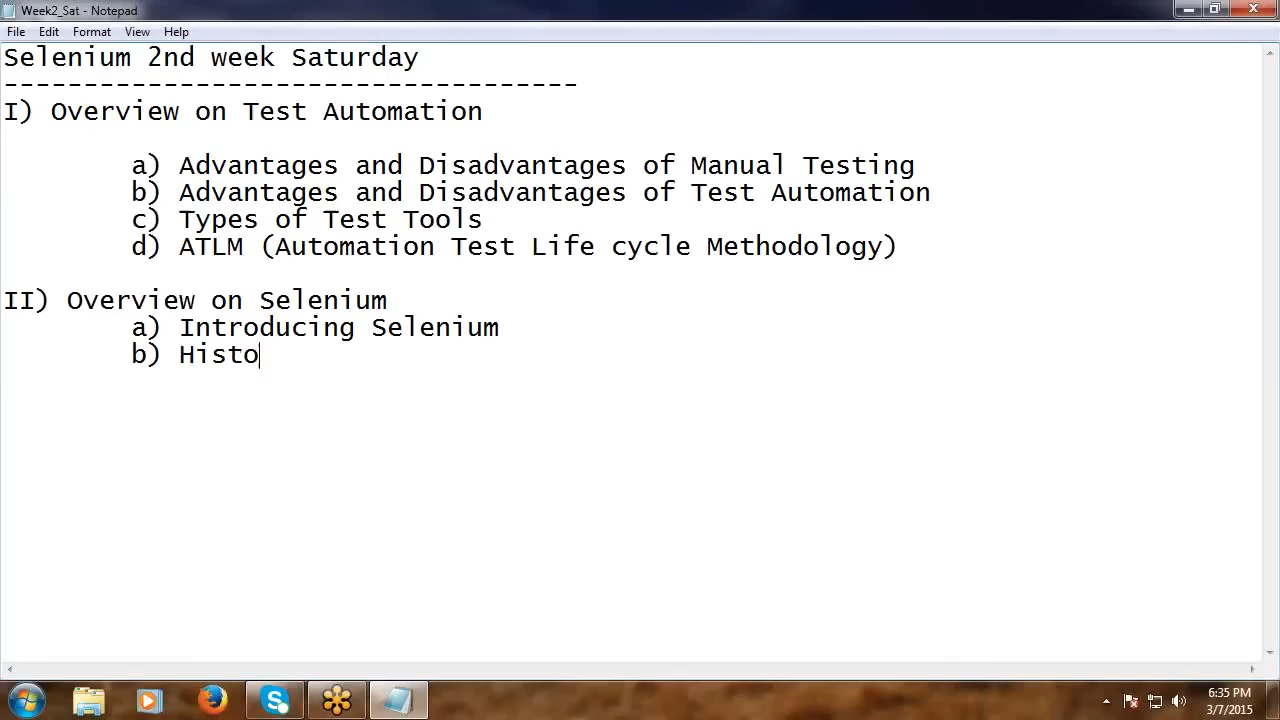 Week2_Sat - Notepad
File Edit Format View Help
Selenium 2nd week Saturday
------------------------------------
I) Overview on Test Automation
a) Advantages and Disadvantages of Manual Testing
b) Advantages and Disadvantages of Test Automation
c) Types of Test Tools
d) ATLM (Automation Test Life cycle Methodology)
II) Overview on Selenium
a) Introducing Selenium
b) Histo
6:35 PM
3/7/2015